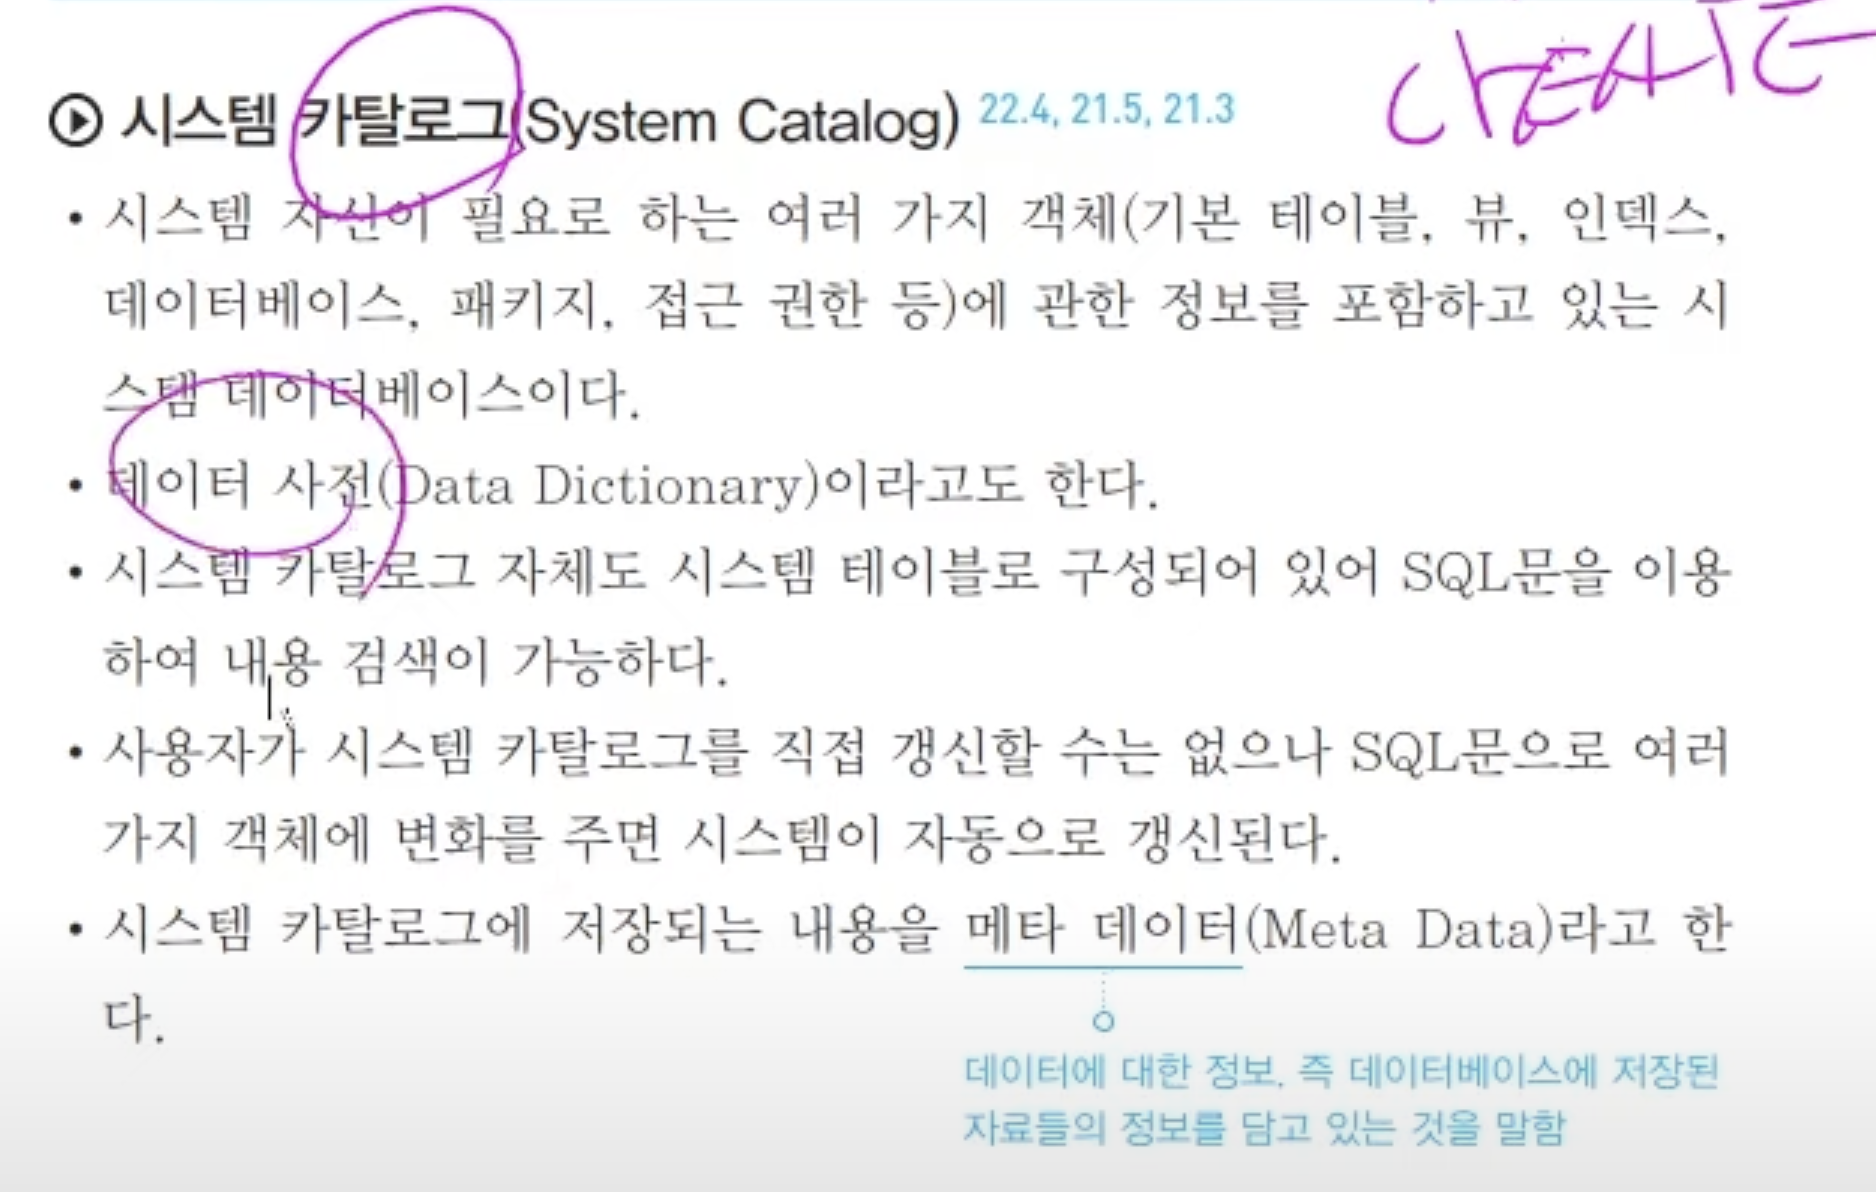 CREATE
시스템 카탈로그(System Catalog) 22.4, 21.5, 21.3
• 시스템 자신이 필요로 하는 여러 가지 객체(기본 테이블, 뷰, 인덱스,
데이터베이스, 패키지, 접근 권한 등)에 관한 정보를 포함하고 있는 시
스템 데이터베이스이다.
• 데이터 사전(Data Dictionary)이라고도 한다.
• 시스템 카탈로그 자체도 시스템 테이블로 구성되어 있어 SQL문을 이용
하여 내용 검색이 가능하다.
• 사용자가 시스템 카탈로그를 직접 갱신할 수는 없으나 SQL문으로 여러
가지 객체에 변화를 주면 시스템이 자동으로 갱신된다.
• 시스템 카탈로그에 저장되는 내용을 메타 데이터(Meta Data)라고 한
다.
데이터에 대한 정보, 즉 데이터베이스에 저장된
자료들의 정보를 담고 있는 것을 말함